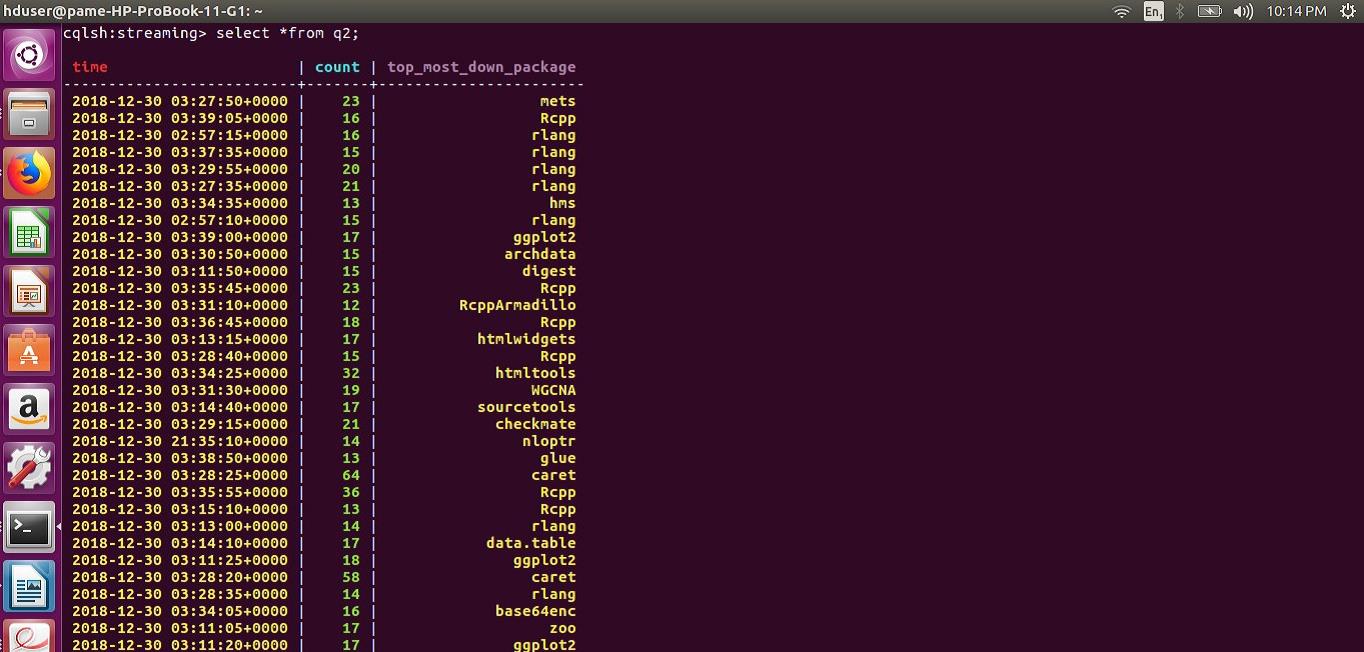 hduser@pame-HP-ProBook-11-G1: ~ En1 10:14 PM
cqlsh:streaming> select *from q2;
time | count | top_most_down_package
---------------------------+-------+-----------------------
2018-12-30 03:27:50+0000 | 23 | mets
2018-12-30 03:39:05+0000 | 16 | Rcpp
2018-12-30 02:57:15+0000 | 16 | rlang
2018-12-30 03:37:35+0000 | 15 | rlang
2018-12-30 03:29:55+0000 | 20 | rlang
2018-12-30 03:27:35+0000 | 21 | rlang
2018-12-30 03:34:35+0000 | 13 | hms
2018-12-30 02:57:10+0000 | 15 | rlang
2018-12-30 03:39:00+0000 | 17 | ggplot2
2018-12-30 03:30:50+0000 | 15 | archdata
2018-12-30 03:11:50+0000 | 15 | digest
2018-12-30 03:35:45+0000 | 23 | Rcpp
2018-12-30 03:31:10+0000 | 12 | RcppArmadillo
2018-12-30 03:36:45+0000 | 18 | Rcpp
2018-12-30 03:13:15+0000 | 17 | htmlwidgets
2018-12-30 03:28:40+0000 | 15 | Rcpp
2018-12-30 03:34:25+0000 | 32 | htmltools
2018-12-30 03:31:30+0000 | 19 | WGCNA
2018-12-30 03:14:40+0000 | 17 | sourcetools
2018-12-30 03:29:15+0000 | 21 | checkmate
2018-12-30 21:35:10+0000 | 14 | nloptr
2018-12-30 03:38:50+0000 | 13 | glue
2018-12-30 03:28:25+0000 | 64 | caret
2018-12-30 03:35:55+0000 | 36 | Rcpp
2018-12-30 03:15:10+0000 | 13 | Rcpp
2018-12-30 03:13:00+0000 | 14 | rlang
2018-12-30 03:14:10+0000 | 17 | data.table
2018-12-30 03:11:25+0000 | 18 | ggplot2
2018-12-30 03:28:20+0000 | 58 | caret
2018-12-30 03:28:35+0000 | 14 | rlang
2018-12-30 03:34:05+0000 | 16 | base64enc
2018-12-30 03:11:05+0000 | 17 | zoo
2018-12-30 03:11:20+0000 | 17 | ggplot2